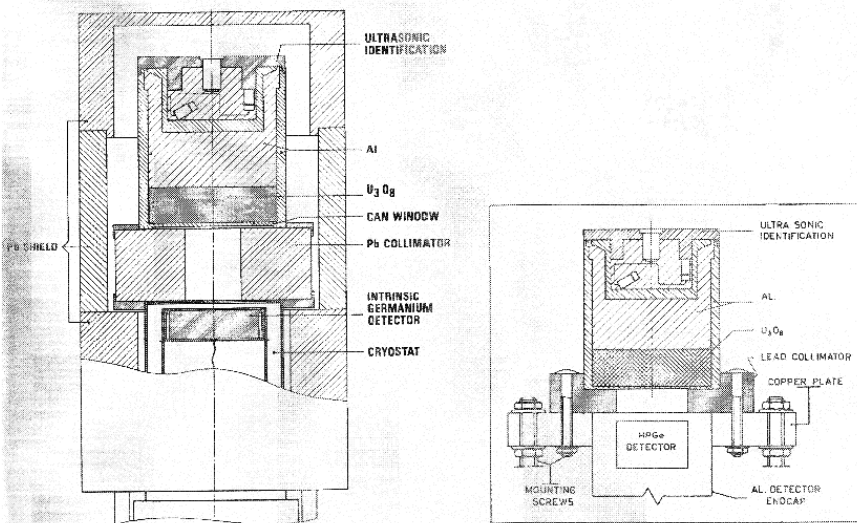 ULTRASONIC
IDENTIFICATION
Al
U3 O8
CAN WINDOW
Pb COLLIMATOR
Pb SHIELD
INTRINSIC
GERMANIUM
DETECTOR
CRYOSTAT
ULTRA SONIC
IDENTIFICATION
AL.
U3O8
LEAD COLLIMATOR
COPPER PLATE
HPGe
DETECTOR
MOUNTING
SCREWS
AL. DETECTOR
ENDCAP